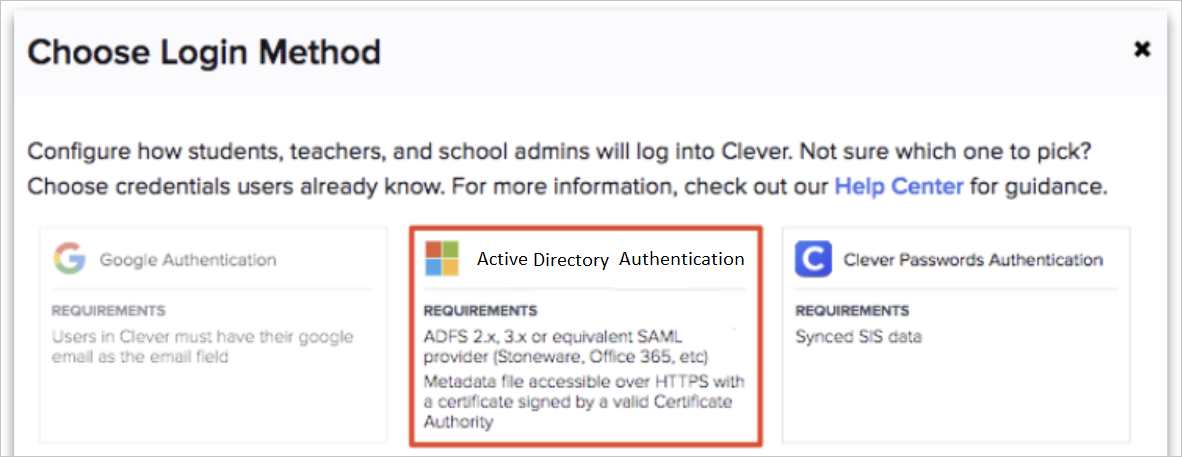 Choose Login Method
Configure how students, teachers, and school admins will log into Clever. Not sure which one to pick?
Choose credentials users already know. For more information, check out our Help Center for guidance.
Google Authentication
REQUIREMENTS
Users in Clever must have their google
email as the email field
Active Directory Authentication
REQUIREMENTS
ADFS 2.x, 3.x or equivalent SAML
provider (Stoneware, Office 365, etc)
Metadata file accessible over HTTPS with
a certificate signed by a valid Certificate
Authority
Clever Passwords Authentication
REQUIREMENTS
Synced SIS data